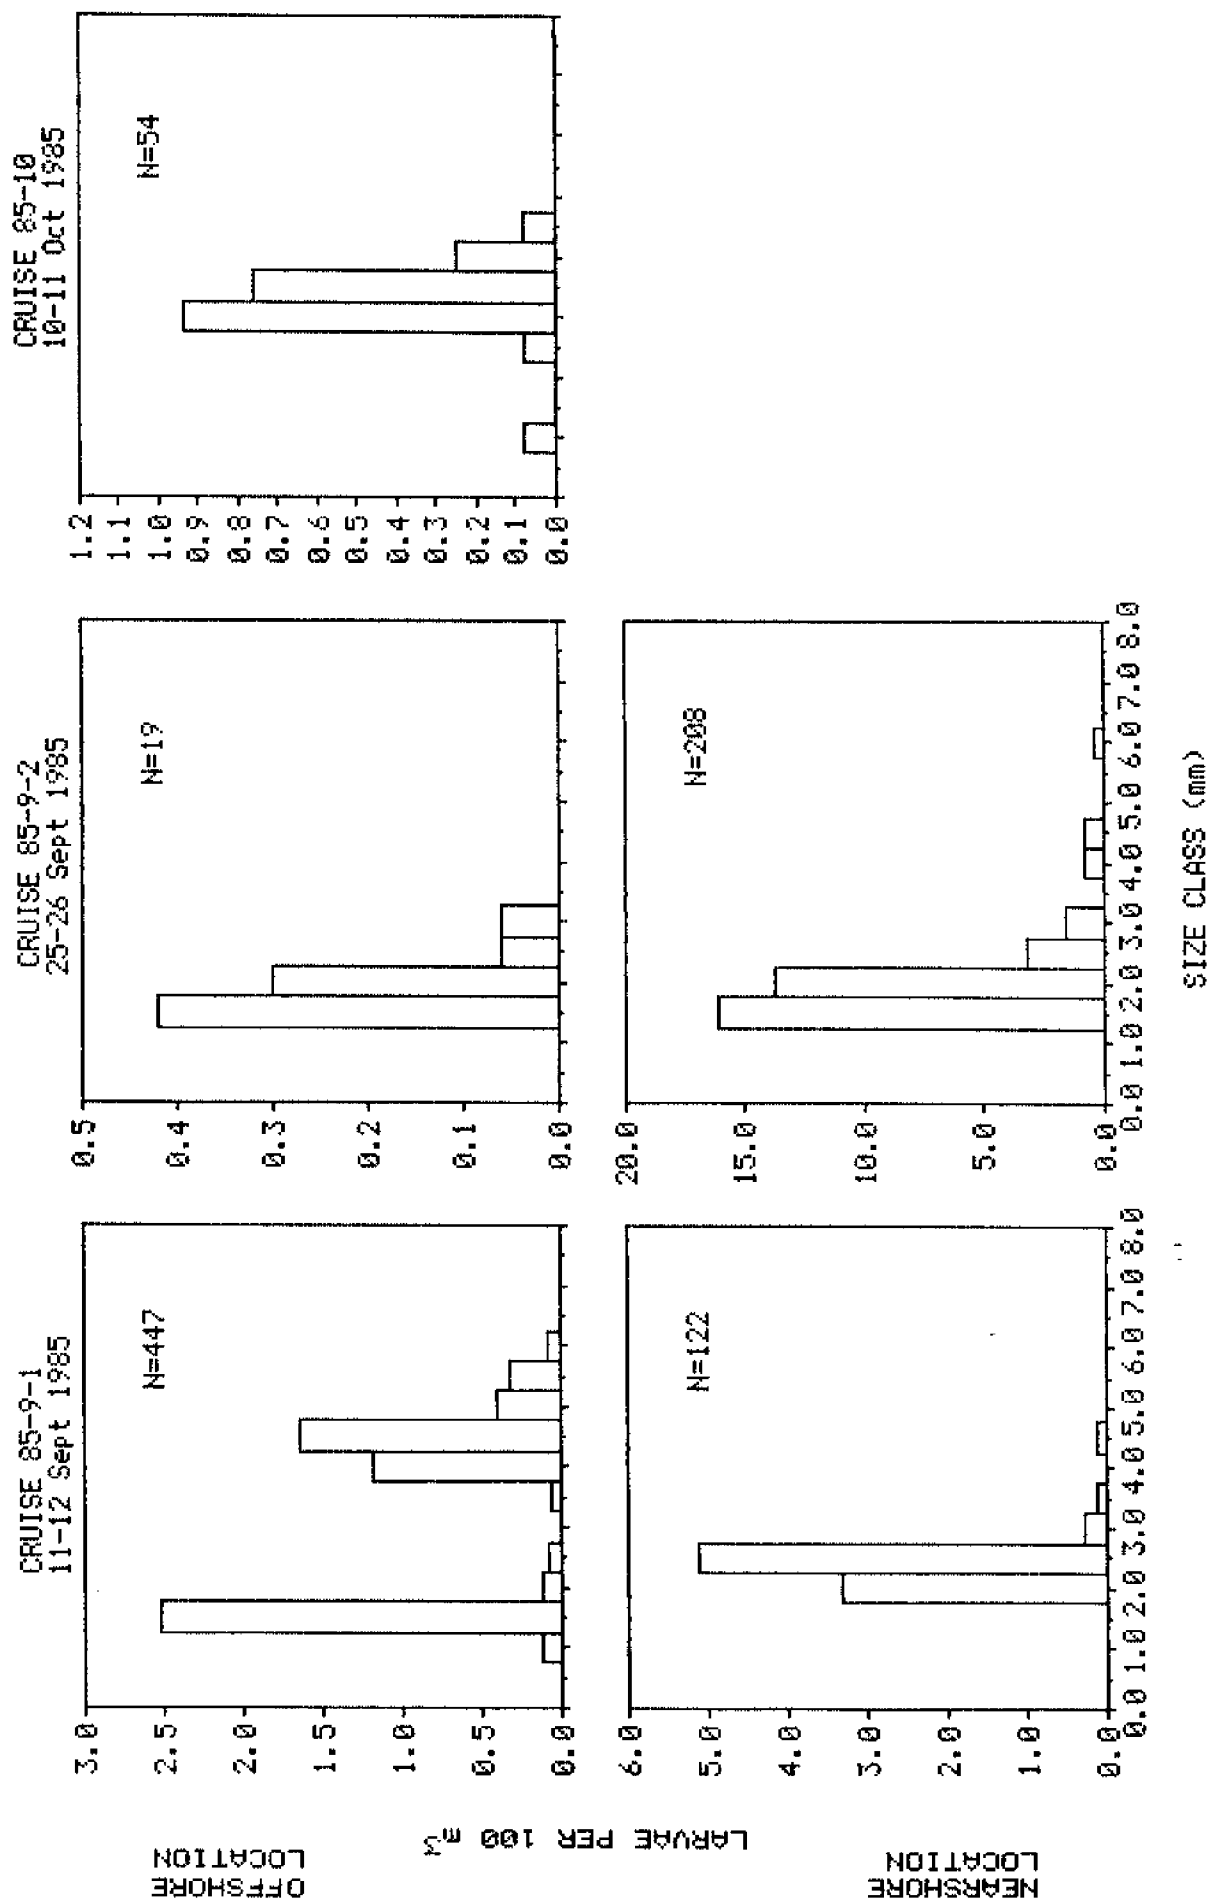 CRUISE 85-9-1
11-12 Sept 1985
CRUISE 85-9-2
25-26 Sept 1985
CRUISE 85-10
10-11 Oct 1985
OFFSHORE
LOCATION
3.0
2.5
2.0
1.5
1.0
0.5
0.0
N=447
0.5
0.4
0.3
0.2
0.1
0.0
N=19
1.2
1.1
1.0
0.9
0.8
0.7
0.6
0.5
0.4
0.3
0.2
0.1
0.0
N=54
LARVAE PER 100 m3
NEARSHORE
LOCATION
6.0
5.0
4.0
3.0
2.0
1.0
0.0
N=122
0.0 1.0 2.0 3.0 4.0 5.0 6.0 7.0 8.0
20.0
15.0
10.0
5.0
0.0
N=208
0.0 1.0 2.0 3.0 4.0 5.0 6.0 7.0 8.0
SIZE CLASS (mm)